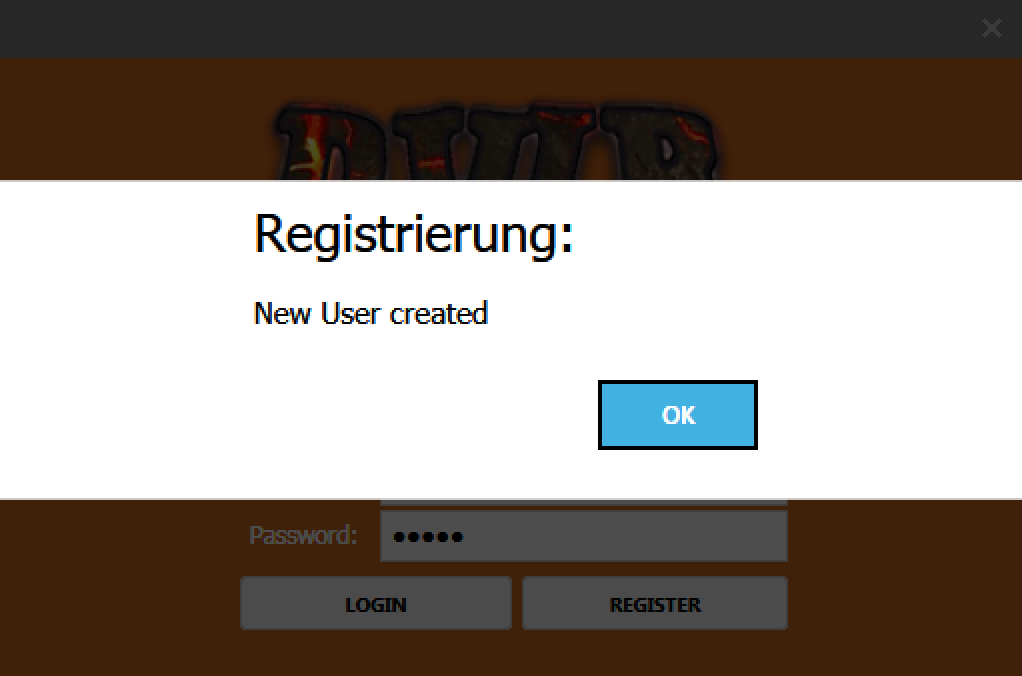 Registrierung:
New User created
OK
Password:
LOGIN
REGISTER